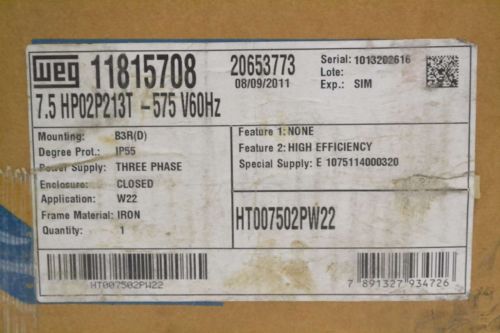 WEG 11815708
20653773
08/09/2011
Serial: 1013202616
Lote:
Exp.: SIM
7.5 HP02P213T -575 V60Hz
Mounting: B3R(D)
Degree Prot.: IP55
Power Supply: THREE PHASE
Enclosure: CLOSED
Application: W22
Frame Material: IRON
Quantity: 1
Feature 1: NONE
Feature 2: HIGH EFFICIENCY
Special Supply: E 1075114000320
HT007502PW22
HT007502PW22
7 891327 934726